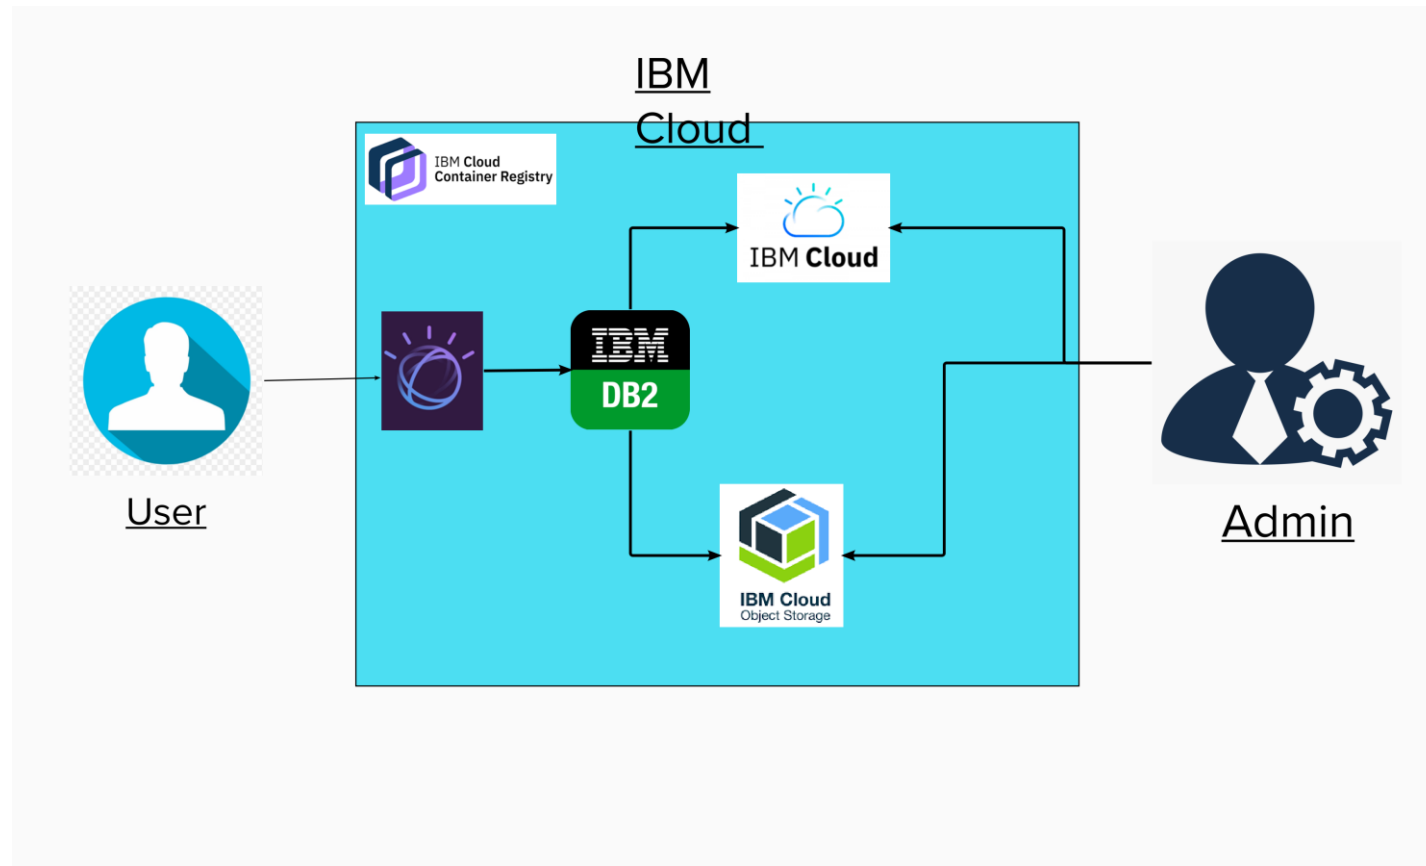 IBM
Cloud
IBM Cloud
Container Registry
IBM Cloud
IBM
DB2
User
IBM Cloud
Object Storage
Admin